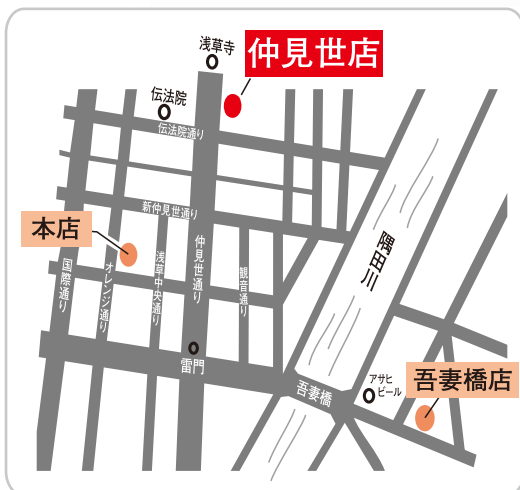 浅草寺
仲見世店
伝法院
伝法院通り
新仲見世通り
本店
国際通り
オレンジ通り
浅草中央通り
仲見世通り
観音通り
隅田川
雷門
吾妻橋
アサヒ
ビール
吾妻橋店